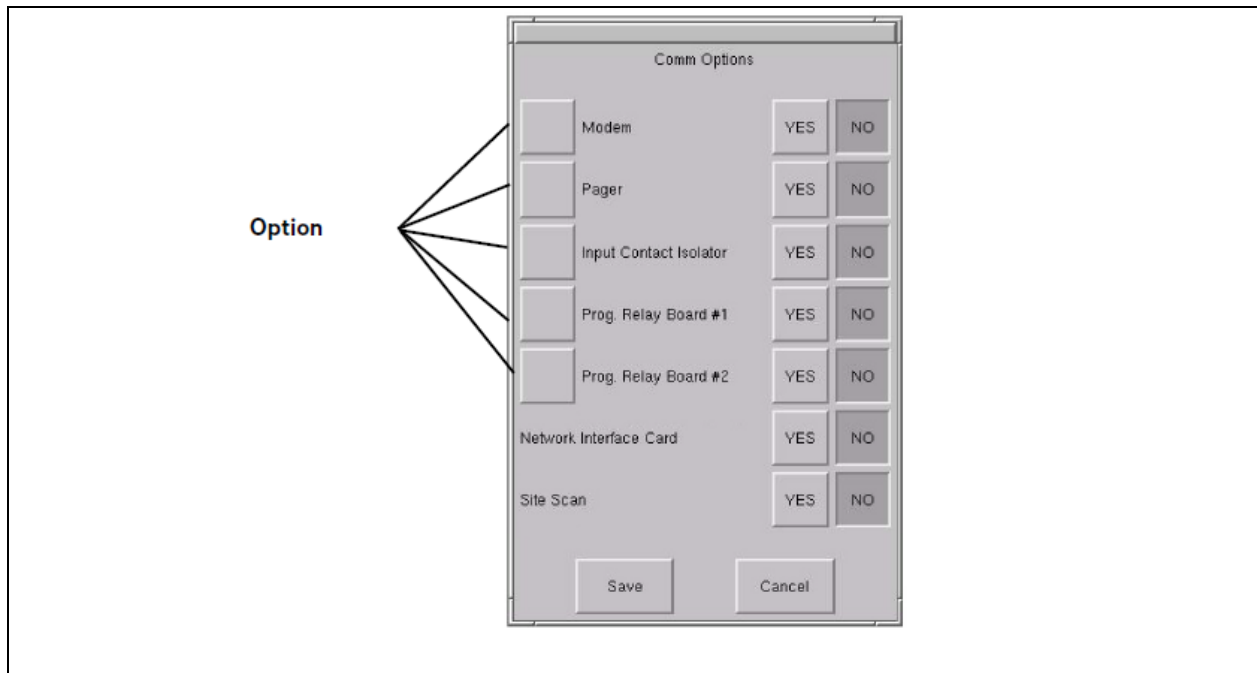 Comm Options
Modem YES NO
Pager YES NO
Option
Input Contact Isolator YES NO
Prog. Relay Board #1 YES NO
Prog. Relay Board #2 YES NO
Network Interface Card YES NO
Site Scan YES NO
Save Cancel